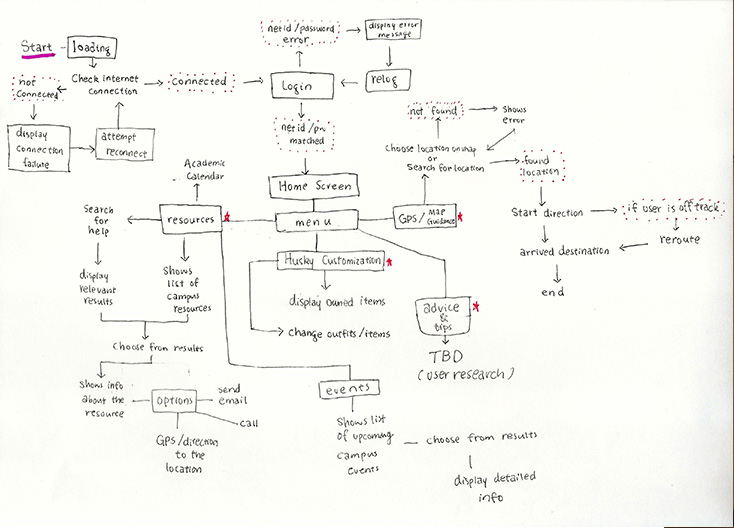 Start
loading
netid/password
error
display error
message
not
connected
Check internet
connection
connected
Login
relog
display
connection
failure
attempt
reconnect
netid/pw
matched
not found
shows
error
Choose location on map
or
Search for location
found
location
Academic
Calendar
Home Screen
Search
for
help
resources
menu
GPS/
Map
Guidance
Start direction
if user is off track
reroute
arrived destination
end
display
relevant
results
Shows
list of
campus
resources
Husky Customization
display owned items
change outfits/items
advice
&
tips
TBD
(user research)
choose from results
Shows info
about the
resource
options
send
email
call
GPS/direction
to the
location
events
Shows list
of upcoming
campus
events
choose from results
display detailed
info